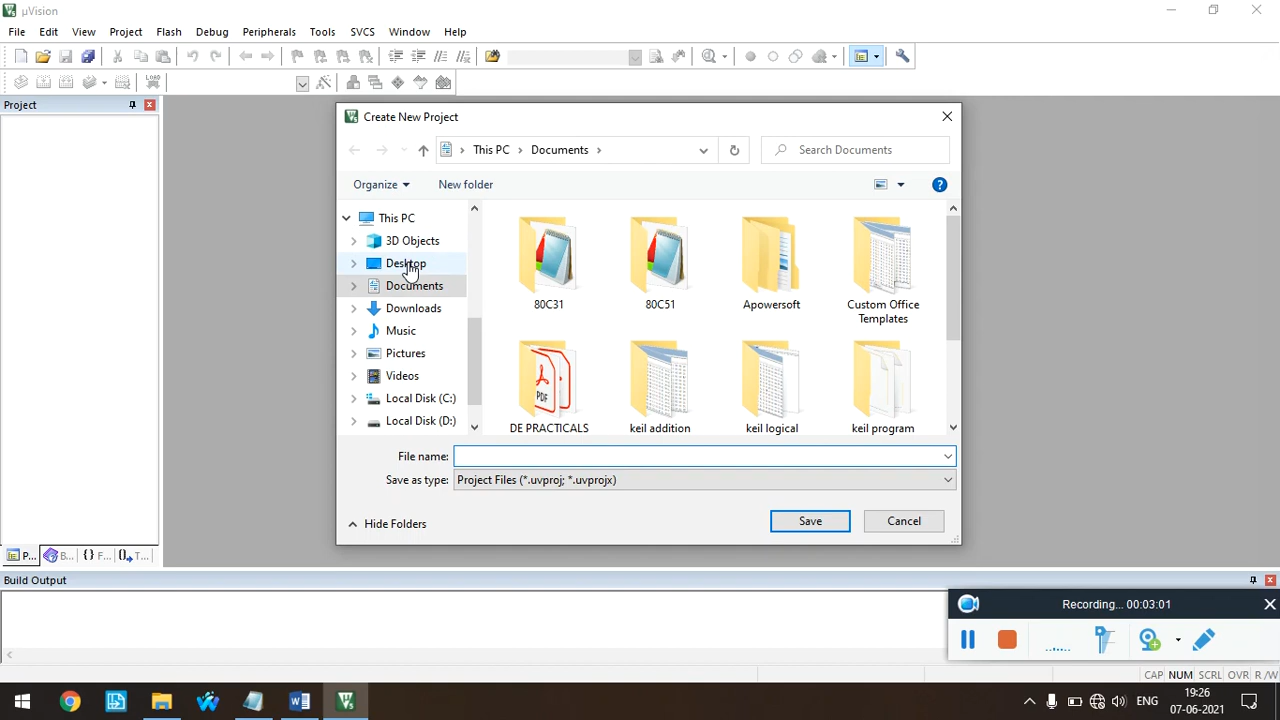 µVision
File Edit View Project Flash Debug Peripherals Tools SVCS Window Help
LOAD
Project
Create New Project
This PC Documents
Search Documents
Organize New folder
This PC
3D Objects
Desktop
Documents
Downloads
Music
Pictures
Videos
Local Disk (C:)
Local Disk (D:)
80C31 80C51 Apowersoft Custom Office
Templates
PDF
DE PRACTICALS keil addition keil logical keil program
File name:
Save as type: Project Files (*.uvproj; *.uvprojx)
Hide Folders Save Cancel
P... B... {} F... T...
Build Output
Recording... 00:03:01
CAP NUM SCRL OVR R/W
ENG
19:26
07-06-2021